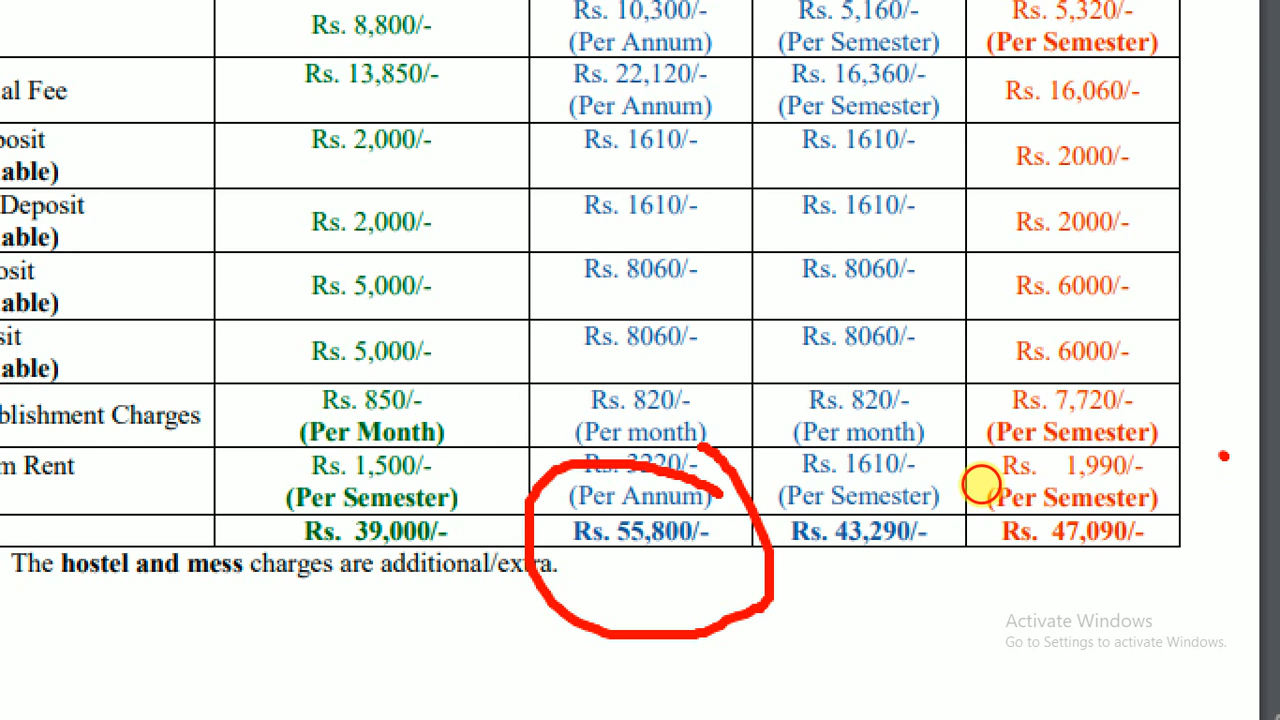 Rs. 8,800/- Rs. 10,300/- Rs. 5,160/- Rs. 5,320/-
(Per Annum) (Per Semester) (Per Semester)
al Fee Rs. 13,850/- Rs. 22,120/- Rs. 16,360/- Rs. 16,060/-
(Per Annum) (Per Semester)
posit Rs. 2,000/- Rs. 1610/- Rs. 1610/- Rs. 2000/-
able)
Deposit Rs. 2,000/- Rs. 1610/- Rs. 1610/- Rs. 2000/-
able)
osit Rs. 5,000/- Rs. 8060/- Rs. 8060/- Rs. 6000/-
able)
sit Rs. 5,000/- Rs. 8060/- Rs. 8060/- Rs. 6000/-
able)
blishment Charges Rs. 850/- Rs. 820/- Rs. 820/- Rs. 7,720/-
(Per Month) (Per month) (Per month) (Per Semester)
m Rent Rs. 1,500/- Rs. 3220/- Rs. 1610/- Rs. 1,990/-
(Per Semester) (Per Annum) (Per Semester) (Per Semester)
Rs. 39,000/- Rs. 55,800/- Rs. 43,290/- Rs. 47,090/-
The hostel and mess charges are additional/extra.
Activate Windows
Go to Settings to activate Windows.